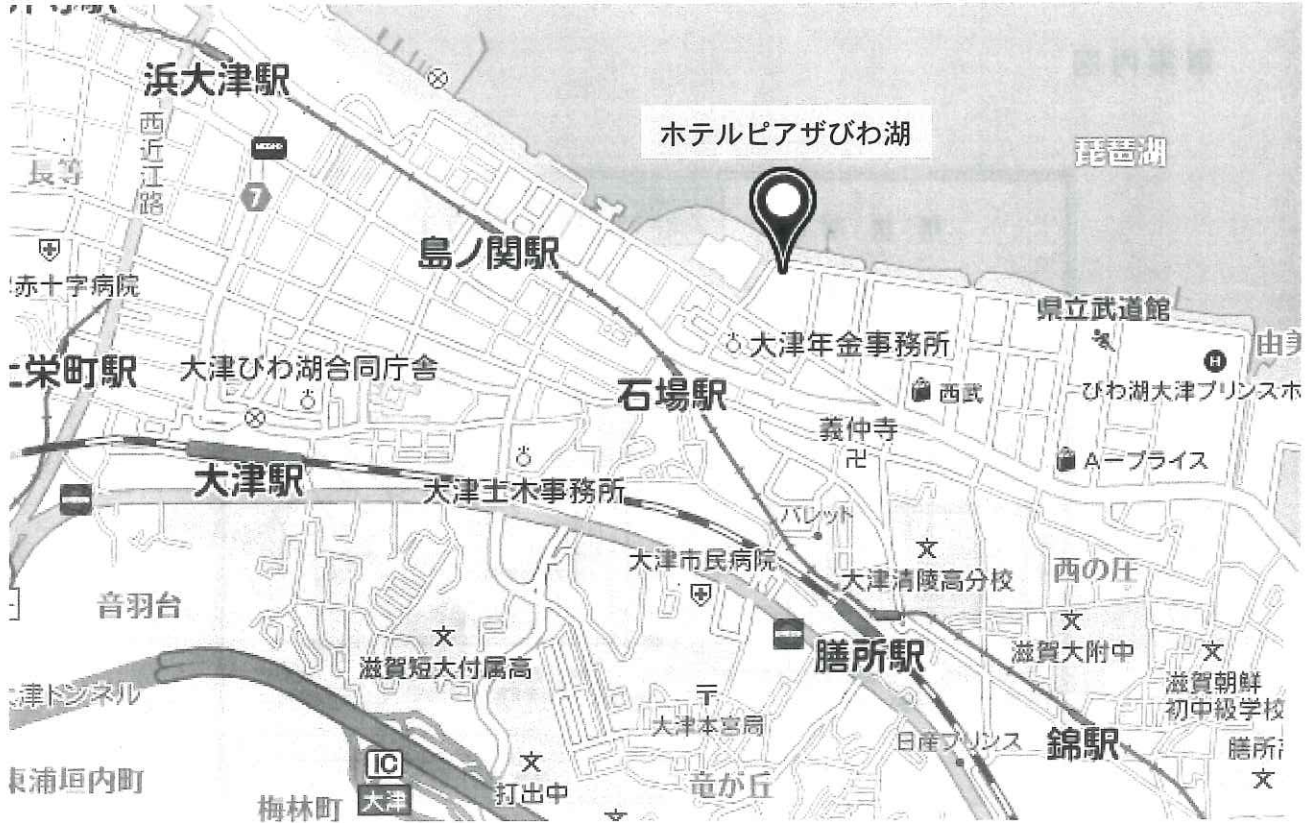 浜大津駅
西近江路
ホテルピアザびわ湖
琵琶湖
長等
7
島ノ関駅
赤十字病院
県立武道館
大津年金事務所
栄町駅
大津びわ湖合同庁舎
石場駅
西武
H
びわ湖大津プリンスホ
義仲寺
卍
A-プライス
大津駅
大津土木事務所
パレット
大津市民病院
大津清陵高分校
西の庄
音羽台
滋賀短大付属高
膳所駅
滋賀大附中
滋賀朝鮮
初中級学校
津トンネル
大津本宮局
日産プリンス
錦駅
膳所
東浦垣内町
IC
大津
打出中
竜が丘
梅林町